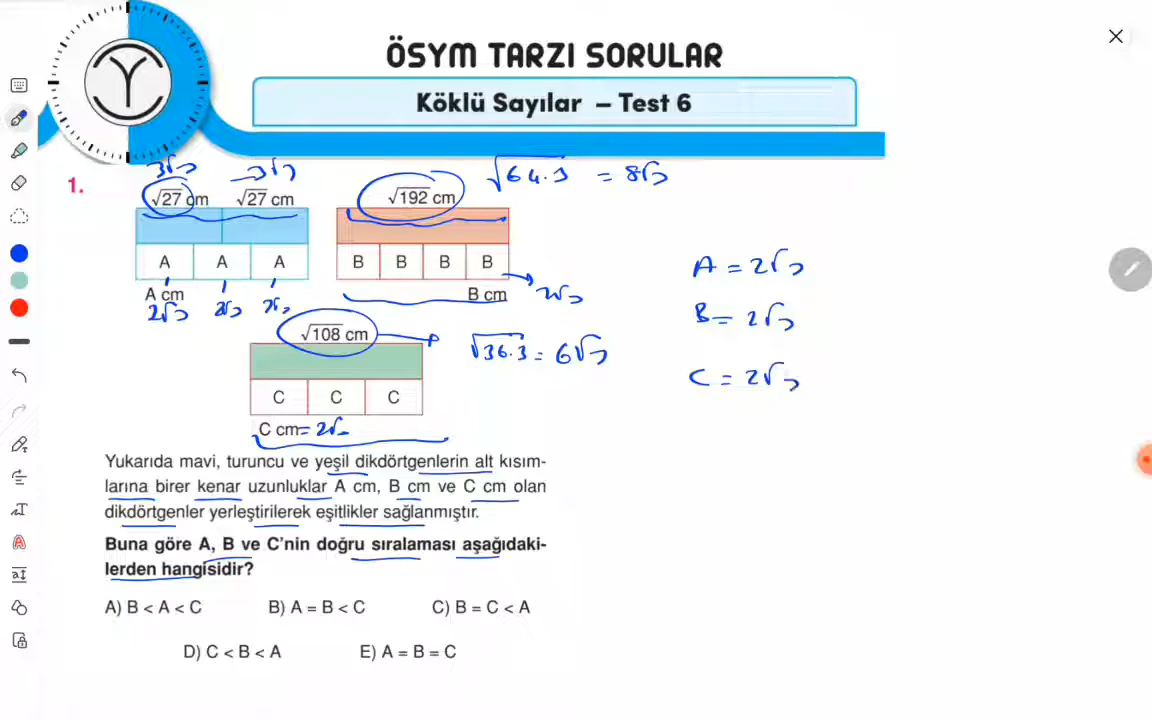 ÖSYM TARZI SORULAR
Köklü Sayılar – Test 6
3√3 3√3 √64.3 = 8√3
1. √27 cm √27 cm √192 cm
A A A B B B B
A cm B cm 2√3
2√3 2√3 2√3
A = 2√3
B = 2√3
C = 2√3
√108 cm √36.3 = 6√3
C C C
C cm = 2√3
Yukarıda mavi, turuncu ve yeşil dikdörtgenlerin alt kısım-
larına birer kenar uzunluklar A cm, B cm ve C cm olan
dikdörtgenler yerleştirilerek eşitlikler sağlanmıştır.
Buna göre A, B ve C'nin doğru sıralaması aşağıdaki-
lerden hangisidir?
A) B < A < C B) A = B < C C) B = C < A
D) C < B < A E) A = B = C